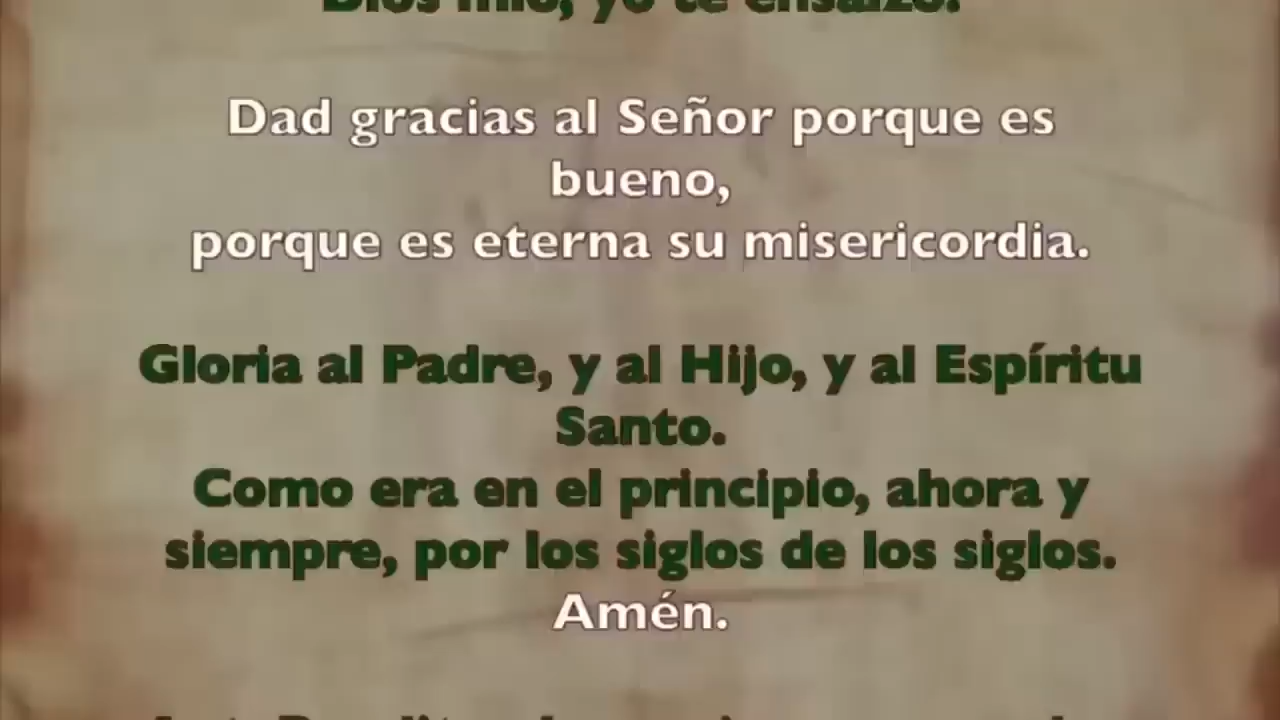 Dios mío, yo te ensalzo.
Dad gracias al Señor porque es
bueno,
porque es eterna su misericordia.
Gloria al Padre, y al Hijo, y al Espíritu
Santo.
Como era en el principio, ahora y
siempre, por los siglos de los siglos.
Amén.